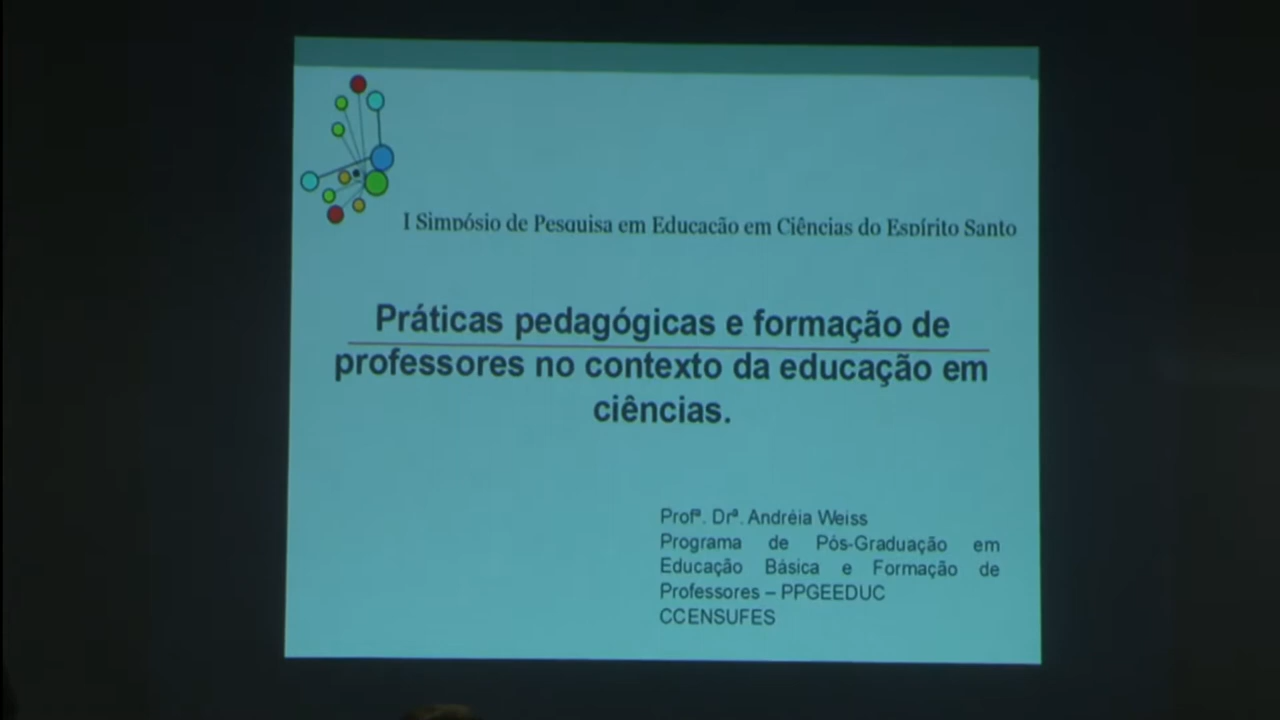 I Simpósio de Pesquisa em Educação em Ciências do Espírito Santo
Práticas pedagógicas e formação de
professores no contexto da educação em
ciências.
Profª. Drª. Andréia Weiss
Programa de Pós-Graduação em
Educação Básica e Formação de
Professores – PPGEEDUC
CCENSUFES